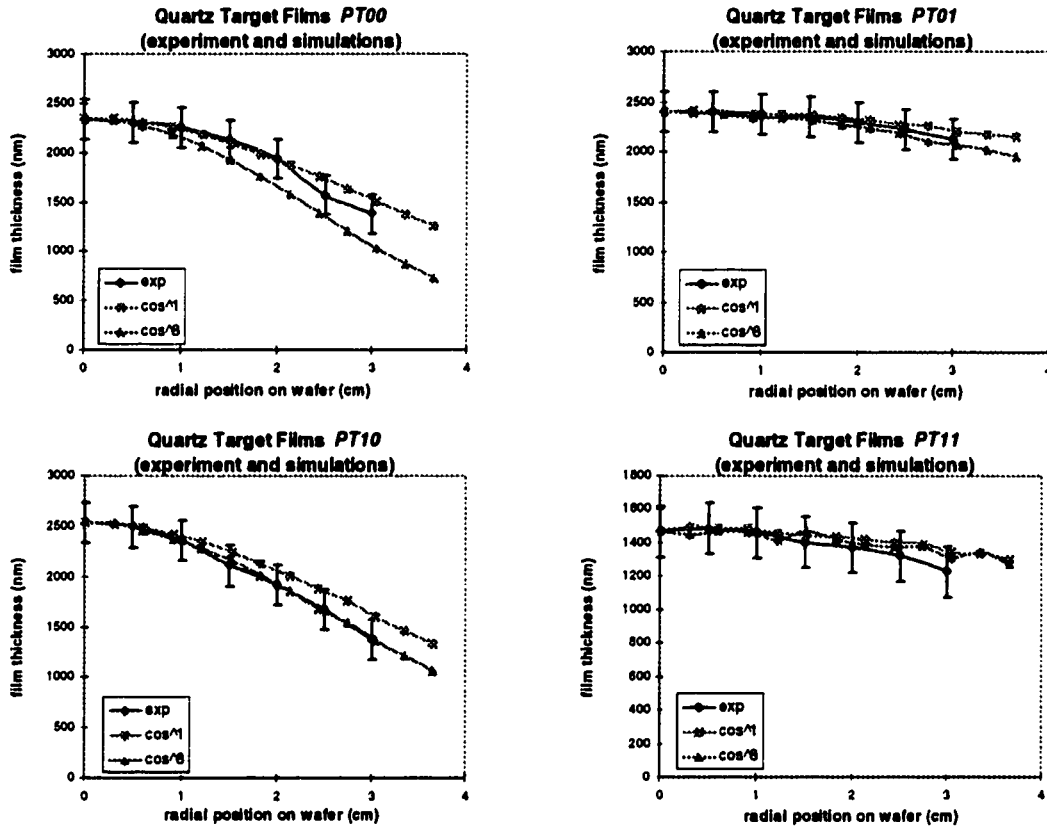 Quartz Target Films PT00
(experiment and simulations)
3000
2500
2000
1500
1000
500
0
film thickness (nm)
exp
cos^1
cos^6
0 1 2 3 4
radial position on wafer (cm)
Quartz Target Films PT01
(experiment and simulations)
3000
2500
2000
1500
1000
500
0
film thickness (nm)
exp
cos^1
cos^6
0 1 2 3 4
radial position on wafer (cm)
Quartz Target Films PT10
(experiment and simulations)
3000
2500
2000
1500
1000
500
0
film thickness (nm)
exp
cos^1
cos^6
0 1 2 3 4
radial position on wafer (cm)
Quartz Target Films PT11
(experiment and simulations)
1800
1600
1400
1200
1000
800
600
400
200
0
film thickness (nm)
exp
cos^1
cos^6
0 1 2 3 4
radial position on wafer (cm)